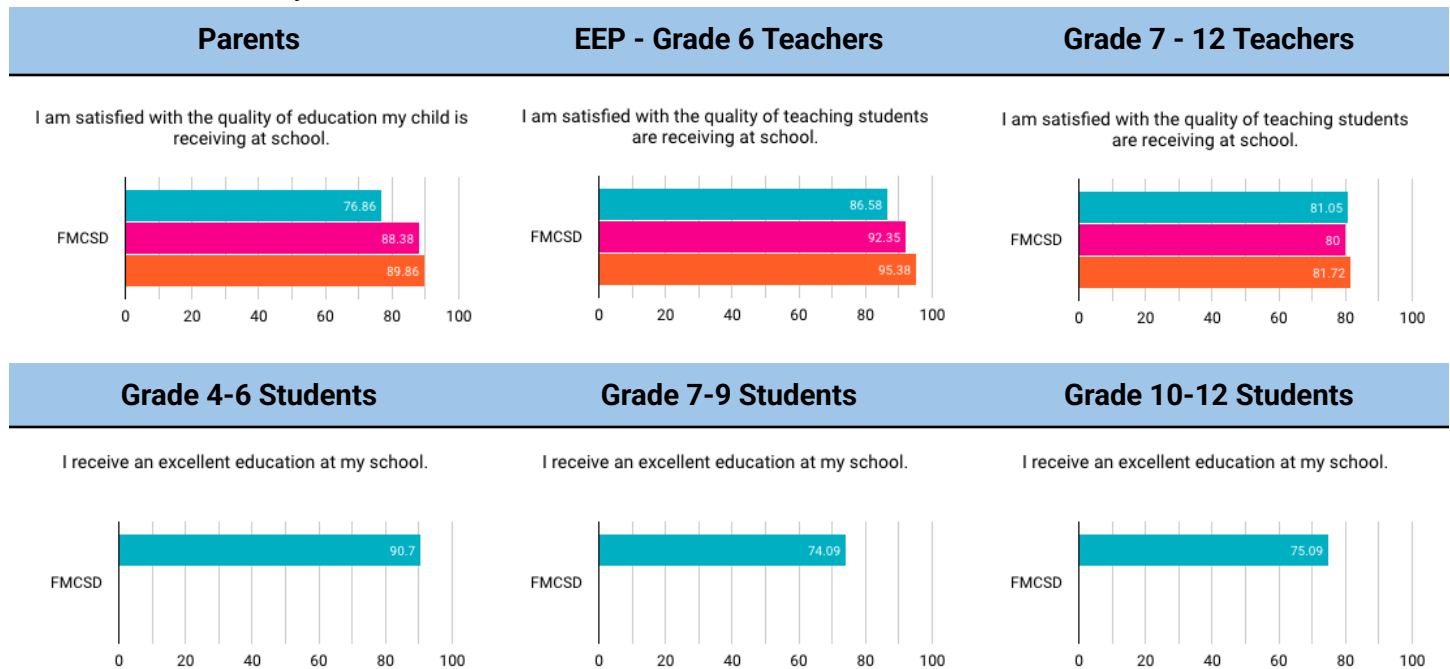 Parents EEP - Grade 6 Teachers Grade 7 - 12 Teachers
I am satisfied with the quality of education my child is
receiving at school.
I am satisfied with the quality of teaching students
are receiving at school.
I am satisfied with the quality of teaching students
are receiving at school.
FMCSD
76.86
88.38
89.86
0 20 40 60 80 100
FMCSD
86.58
92.35
95.38
0 20 40 60 80 100
FMCSD
81.05
80
81.72
0 20 40 60 80 100
Grade 4-6 Students Grade 7-9 Students Grade 10-12 Students
I receive an excellent education at my school.
I receive an excellent education at my school.
I receive an excellent education at my school.
FMCSD
90.7
0 20 40 60 80 100
FMCSD
74.09
0 20 40 60 80 100
FMCSD
75.09
0 20 40 60 80 100